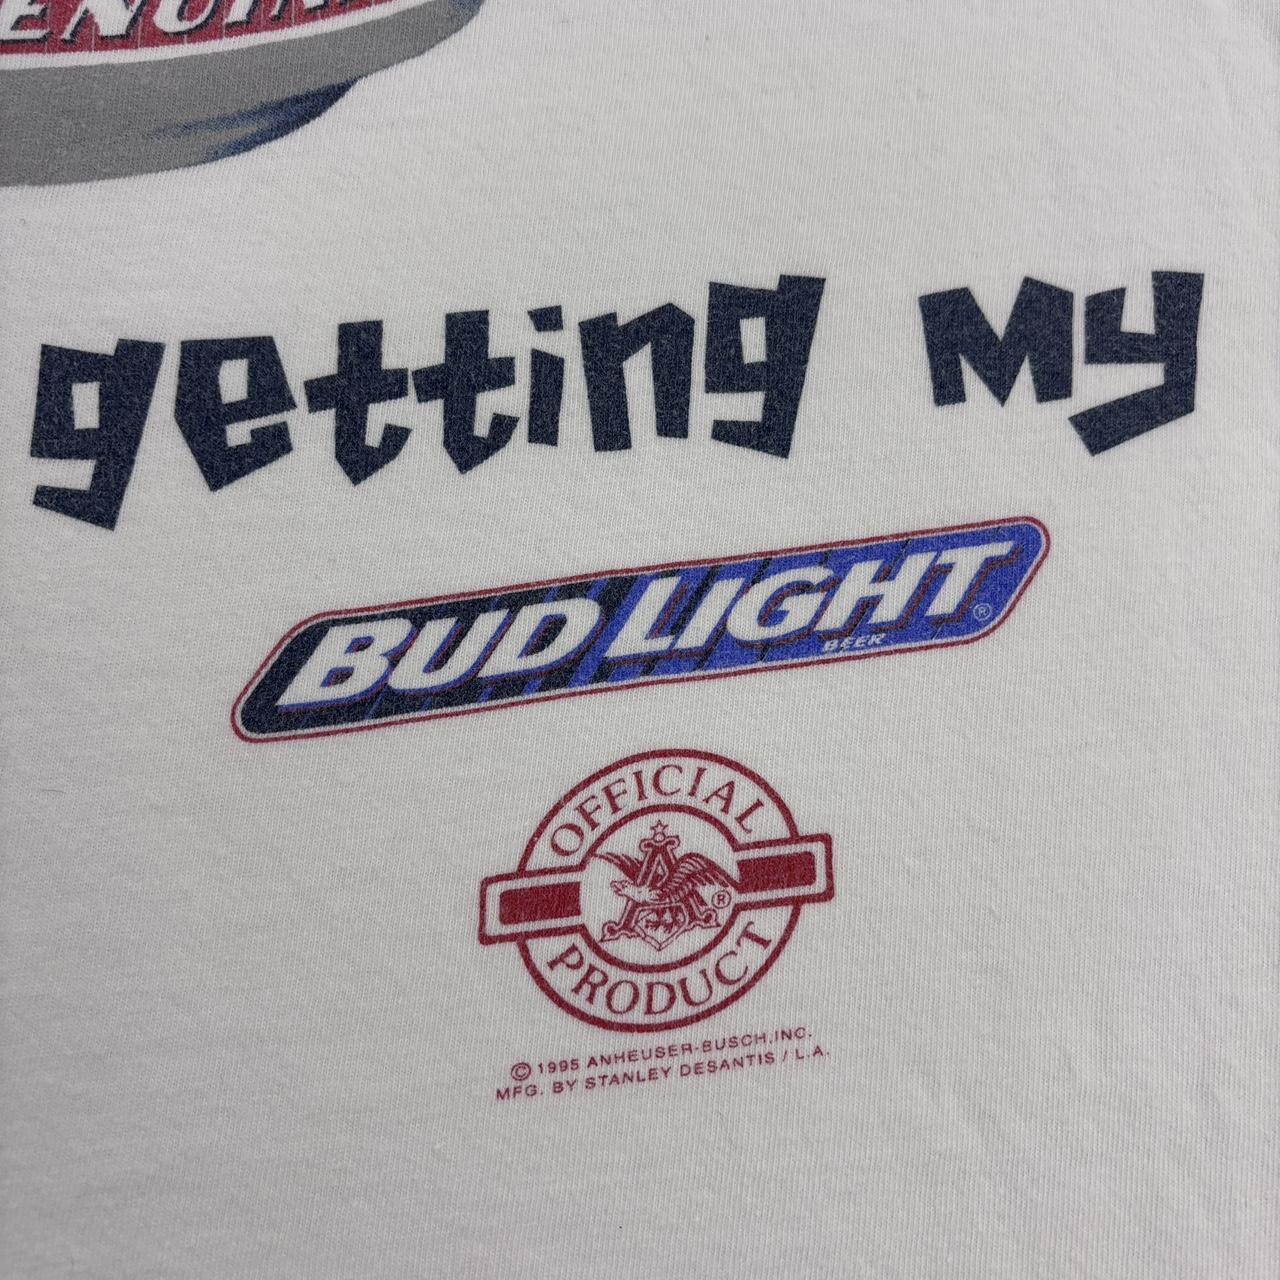 getting my
BUD LIGHT
BEER ®
OFFICIAL
A ®
PRODUCT
© 1995 ANHEUSER-BUSCH, INC.
MFG. BY STANLEY DESANTIS / L.A.